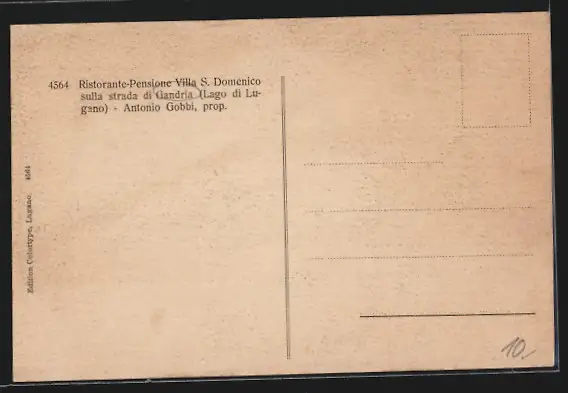 4564 Ristorante-Pensione Villa S. Domenico
sulla strada di Gandria (Lago di Lu-
gano) - Antonio Gobbi, prop.
Edition Colortype, Lugano. 4564
10.